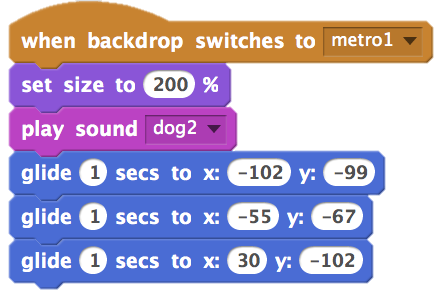 when backdrop switches to metro1
set size to 200 %
play sound dog2
glide 1 secs to x: -102 y: -99
glide 1 secs to x: -55 y: -67
glide 1 secs to x: 30 y: -102